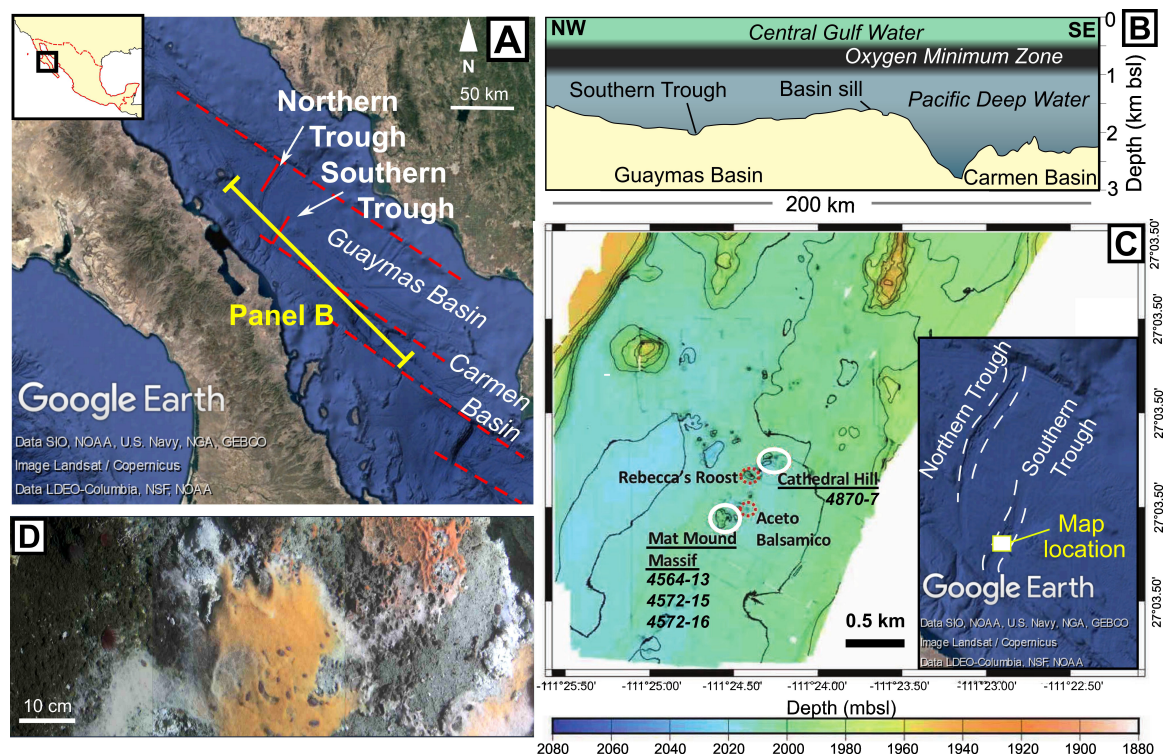 A
N
50 km
Northern
Trough
Southern
Trough
Guaymas Basin
Panel B
Carmen
Basin
Google Earth
Data SIO, NOAA, U.S. Navy, NGA, GEBCO
Image Landsat / Copernicus
Data LDEO-Columbia, NSF, NOAA
B
NW
SE
Central Gulf Water
Oxygen Minimum Zone
Southern Trough
Basin sill
Pacific Deep Water
Guaymas Basin
Carmen Basin
0
1
2
3
Depth (km bsl)
200 km
C
Rebecca's Roost
Cathedral Hill
4870-7
Aceto
Balsamico
Mat Mound
Massif
4564-13
4572-15
4572-16
0.5 km
27°03.50'
27°03.50'
27°03.50'
27°03.50'
27°03.50'
Northern Trough
Southern
Trough
Map
location
Google Earth
Data SIO, NOAA, U.S. Navy, NGA, GEBCO
Image Landsat / Copernicus
Data LDEO-Columbia, NSF, NOAA
-111°25:50' -111°25:00' -111°24.50' -111°24:00' -111°23.50' -111°23:00' -111°22:50'
Depth (mbsl)
2080 2060 2040 2020 2000 1980 1960 1940 1920 1900 1880
D
10 cm